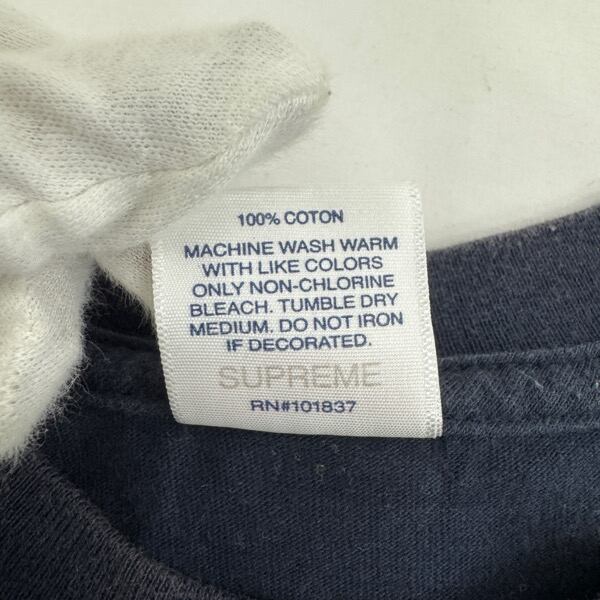 100% COTON
MACHINE WASH WARM
WITH LIKE COLORS
ONLY NON-CHLORINE
BLEACH. TUMBLE DRY
MEDIUM. DO NOT IRON
IF DECORATED.
SUPREME
RN#101837